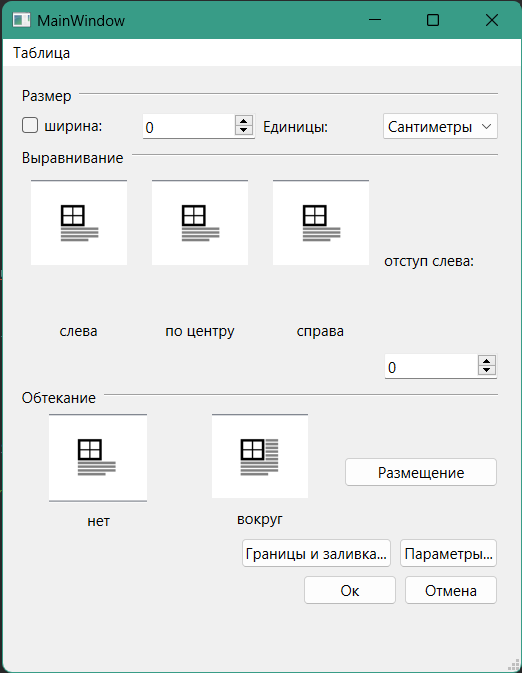 MainWindow
Таблица
Размер
ширина: 0 Единицы: Сантиметры
Выравнивание
отступ слева:
слева по центру справа
0
Обтекание
Размещение
нет вокруг
Границы и заливка... Параметры...
Ок Отмена